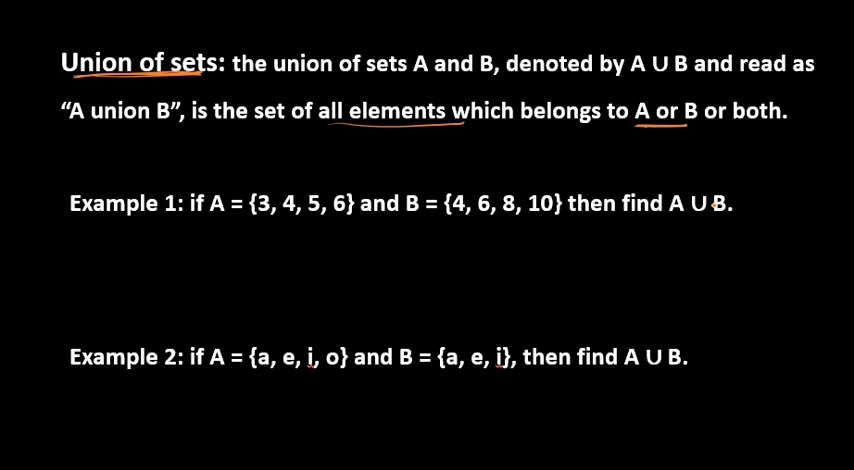 Union of sets: the union of sets A and B, denoted by A ∪ B and read as
“A union B”, is the set of all elements which belongs to A or B or both.
Example 1: if A = {3, 4, 5, 6} and B = {4, 6, 8, 10} then find A ∪ B.
Example 2: if A = {a, e, i, o} and B = {a, e, i}, then find A ∪ B.